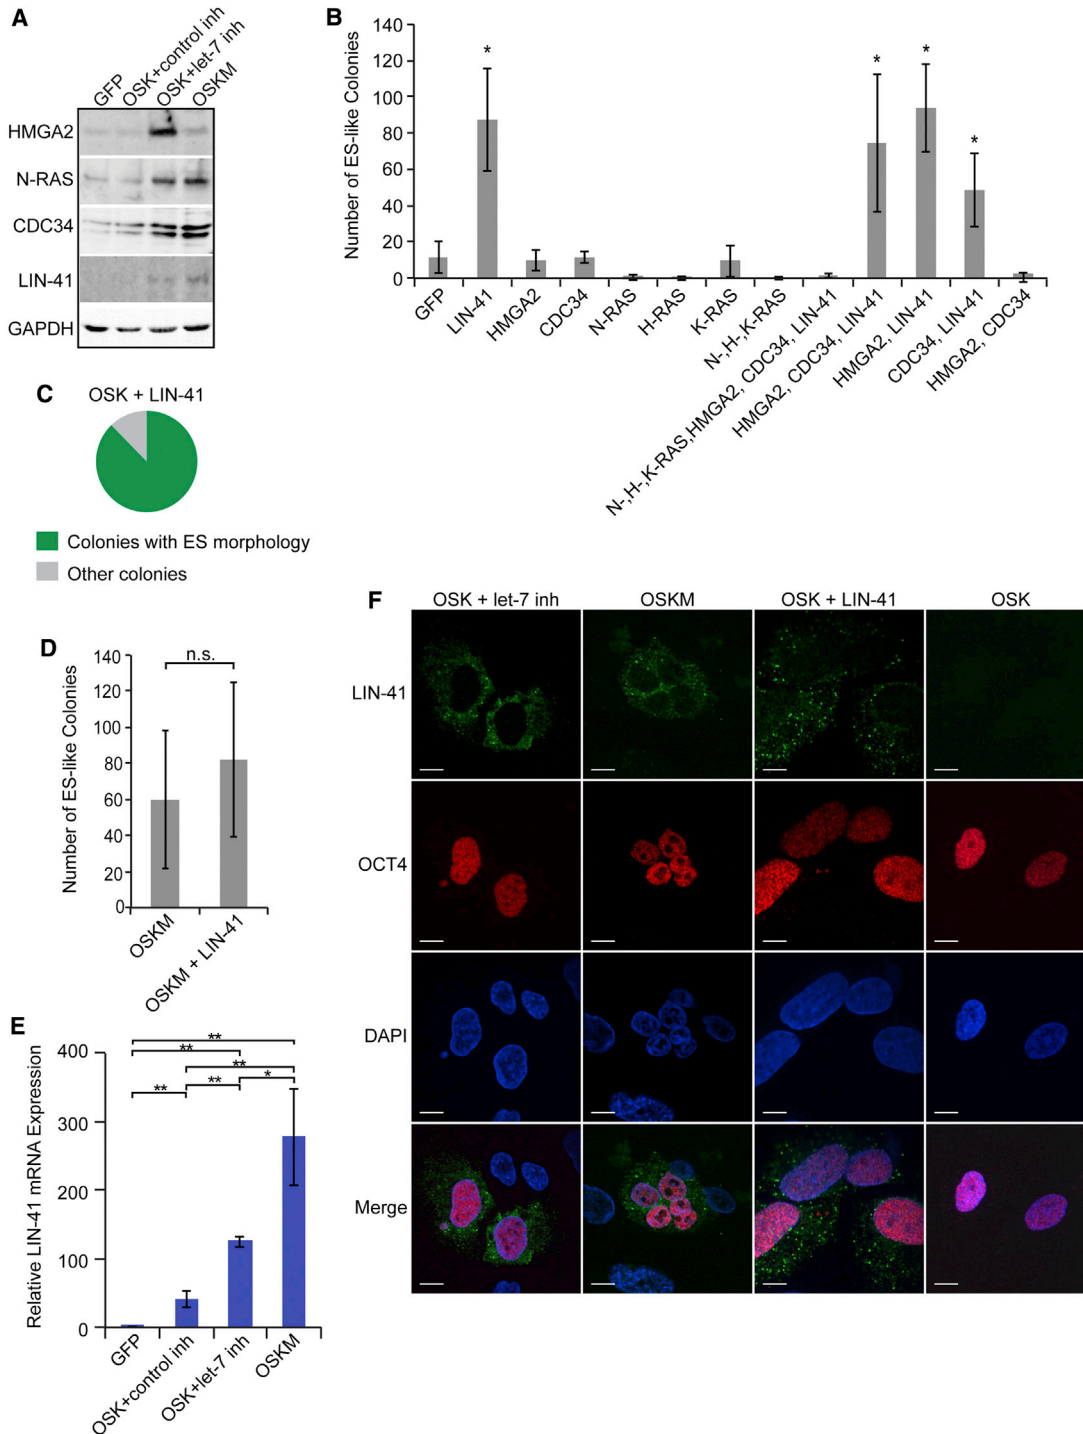 A
GFP
OSK+control inh
OSK+let-7 inh
OSKM
HMGA2
N-RAS
CDC34
LIN-41
GAPDH
B
Number of ES-like Colonies
140
120
100
80
60
40
20
0
*
*
*
*
GFP
LIN-41
HMGA2
CDC34
N-RAS
H-RAS
K-RAS
N-,H-,K-RAS
N-,H-,K-RAS,HMGA2, CDC34, LIN-41
HMGA2, CDC34, LIN-41
HMGA2, LIN-41
CDC34, LIN-41
HMGA2, CDC34
C
OSK + LIN-41
Colonies with ES morphology
Other colonies
D
Number of ES-like Colonies
140
120
100
80
60
40
20
0
n.s.
OSKM
OSKM + LIN-41
E
Relative LIN-41 mRNA Expression
400
300
200
100
0
**
**
**
**
**
*
GFP
OSK+control inh
OSK+let-7 inh
OSKM
F
OSK + let-7 inh
OSKM
OSK + LIN-41
OSK
LIN-41
OCT4
DAPI
Merge